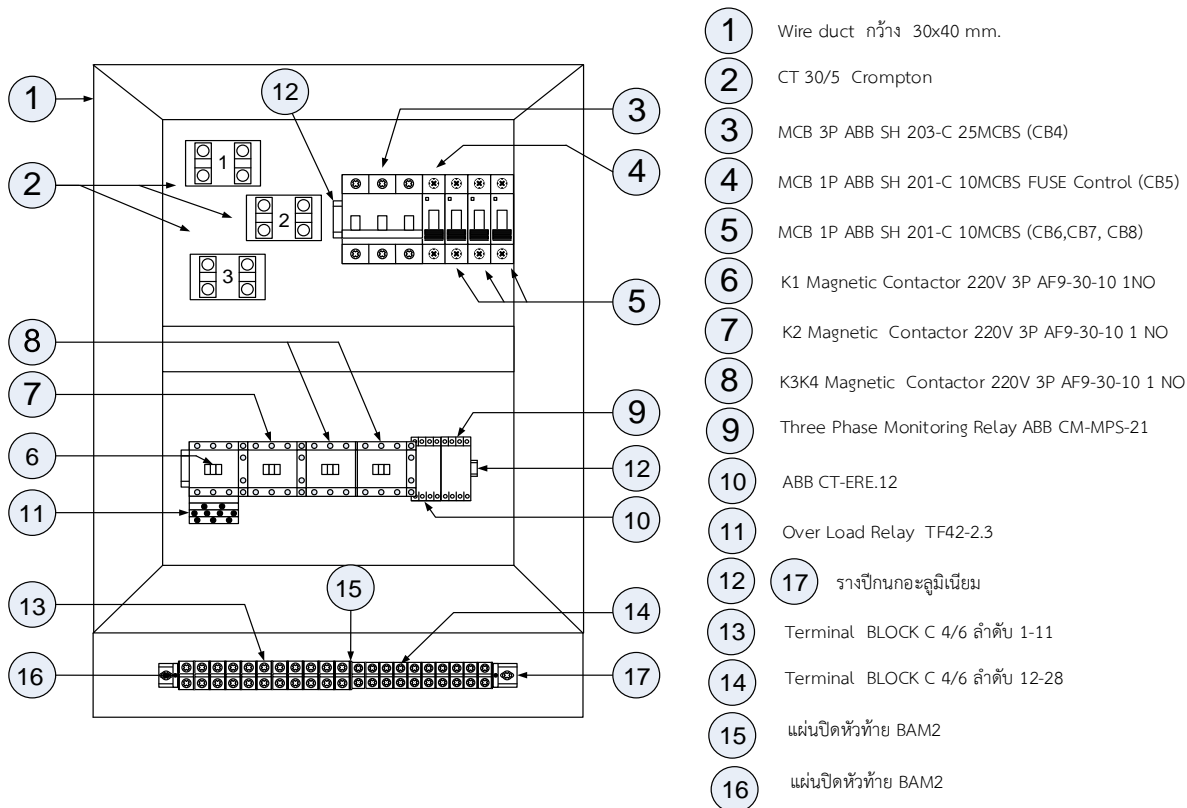 1 Wire duct กว้าง 30x40 mm.
2 CT 30/5 Crompton
3 MCB 3P ABB SH 203-C 25MCBS (CB4)
4 MCB 1P ABB SH 201-C 10MCBS FUSE Control (CB5)
5 MCB 1P ABB SH 201-C 10MCBS (CB6,CB7, CB8)
6 K1 Magnetic Contactor 220V 3P AF9-30-10 1NO
7 K2 Magnetic Contactor 220V 3P AF9-30-10 1 NO
8 K3K4 Magnetic Contactor 220V 3P AF9-30-10 1 NO
9 Three Phase Monitoring Relay ABB CM-MPS-21
10 ABB CT-ERE.12
11 Over Load Relay TF42-2.3
12 17 รางปีกนกอะลูมิเนียม
13 Terminal BLOCK C 4/6 ลำดับ 1-11
14 Terminal BLOCK C 4/6 ลำดับ 12-28
15 แผ่นปิดหัวท้าย BAM2
16 แผ่นปิดหัวท้าย BAM2
1
12
3
1
2
4
2
3
5
8
7
9
6
12
11
10
15
13
14
16
17